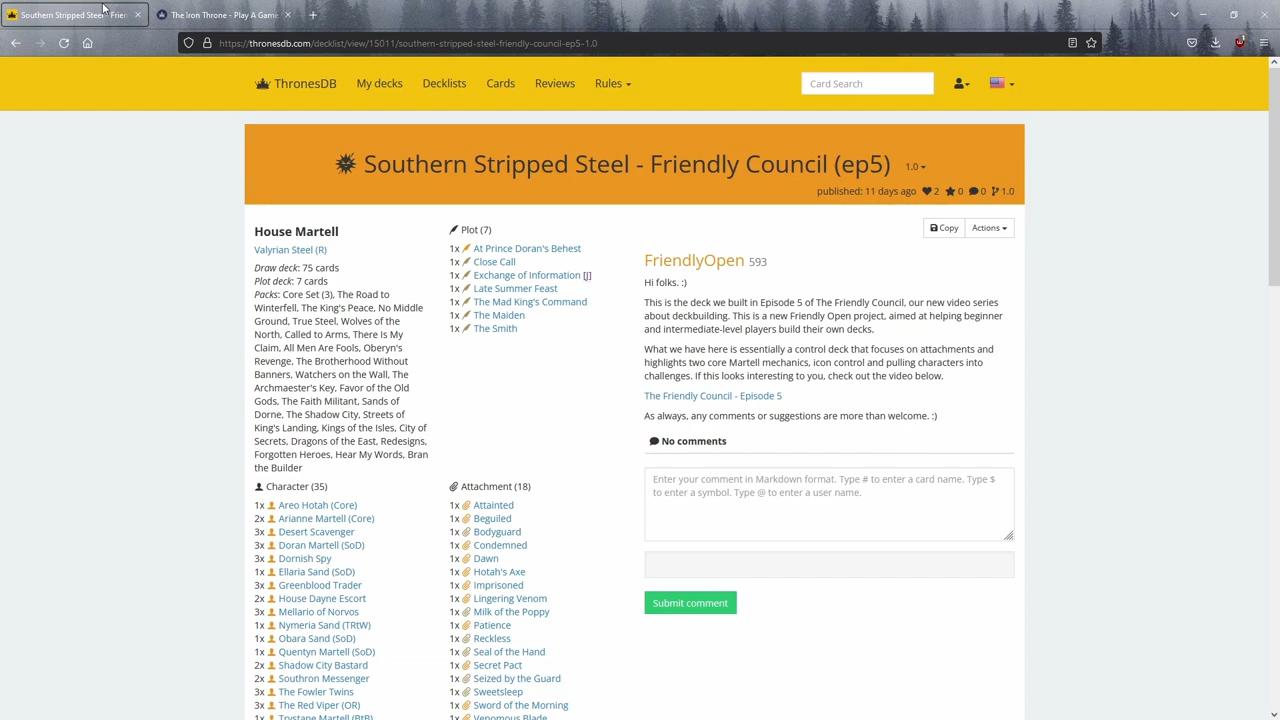 Southern Stripped Steel - Frien
The Iron Throne - Play A Game
https://thronesdb.com/decklist/view/15011/southern-stripped-steel-friendly-council-ep5-1.0
ThronesDB My decks Decklists Cards Reviews Rules
Card Search
Southern Stripped Steel - Friendly Council (ep5) 1.0
published: 11 days ago 2 0 0 1.0
House Martell
Valyrian Steel (R)
Draw deck: 75 cards
Plot deck: 7 cards
Packs: Core Set (3), The Road to
Winterfell, The King's Peace, No Middle
Ground, True Steel, Wolves of the
North, Called to Arms, There Is My
Claim, All Men Are Fools, Oberyn's
Revenge, The Brotherhood Without
Banners, Watchers on the Wall, The
Archmaester's Key, Favor of the Old
Gods, The Faith Militant, Sands of
Dorne, The Shadow City, Streets of
King's Landing, Kings of the Isles, City of
Secrets, Dragons of the East, Redesigns,
Forgotten Heroes, Hear My Words, Bran
the Builder
Plot (7)
1x At Prince Doran's Behest
1x Close Call
1x Exchange of Information [J]
1x Late Summer Feast
1x The Mad King's Command
1x The Maiden
1x The Smith
Character (35)
1x Areo Hotah (Core)
2x Arianne Martell (Core)
3x Desert Scavenger
3x Doran Martell (SoD)
3x Dornish Spy
1x Ellaria Sand (SoD)
3x Greenblood Trader
2x House Dayne Escort
3x Mellario of Norvos
1x Nymeria Sand (TRtW)
1x Obara Sand (SoD)
1x Quentyn Martell (SoD)
2x Shadow City Bastard
2x Southron Messenger
3x The Fowler Twins
3x The Red Viper (OR)
1x Trystane Martell (BtB)
Attachment (18)
1x Attainted
1x Beguiled
1x Bodyguard
1x Condemned
1x Dawn
1x Hotah's Axe
1x Imprisoned
1x Lingering Venom
1x Milk of the Poppy
1x Patience
1x Reckless
1x Seal of the Hand
1x Secret Pact
1x Seized by the Guard
1x Sweetsleep
1x Sword of the Morning
1x Venomous Blade
Copy Actions
FriendlyOpen 593
Hi folks. :)
This is the deck we built in Episode 5 of The Friendly Council, our new video series
about deckbuilding. This is a new Friendly Open project, aimed at helping beginner
and intermediate-level players build their own decks.
What we have here is essentially a control deck that focuses on attachments and
highlights two core Martell mechanics, icon control and pulling characters into
challenges. If this looks interesting to you, check out the video below.
The Friendly Council - Episode 5
As always, any comments or suggestions are more than welcome. :)
No comments
Enter your comment in Markdown format. Type # to enter a card name. Type $
to enter a symbol. Type @ to enter a user name.
Submit comment